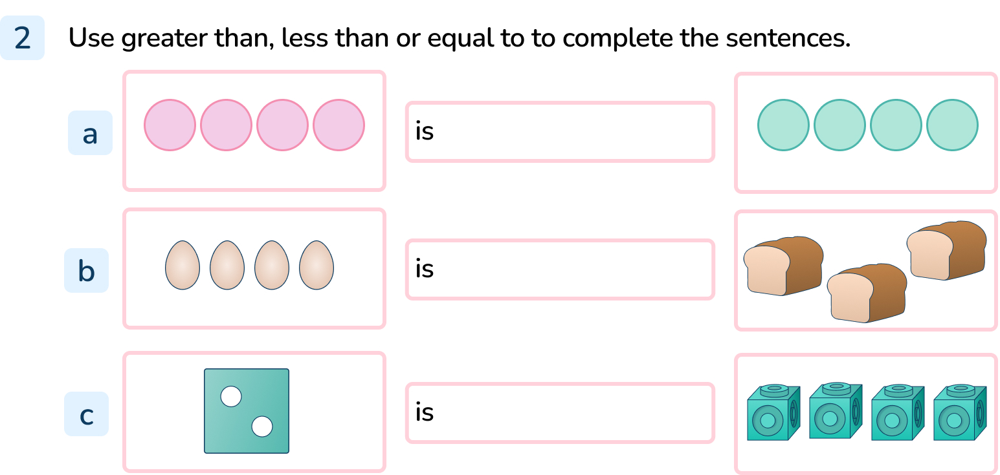 2 Use greater than, less than or equal to to complete the sentences.
a is
b is
c is